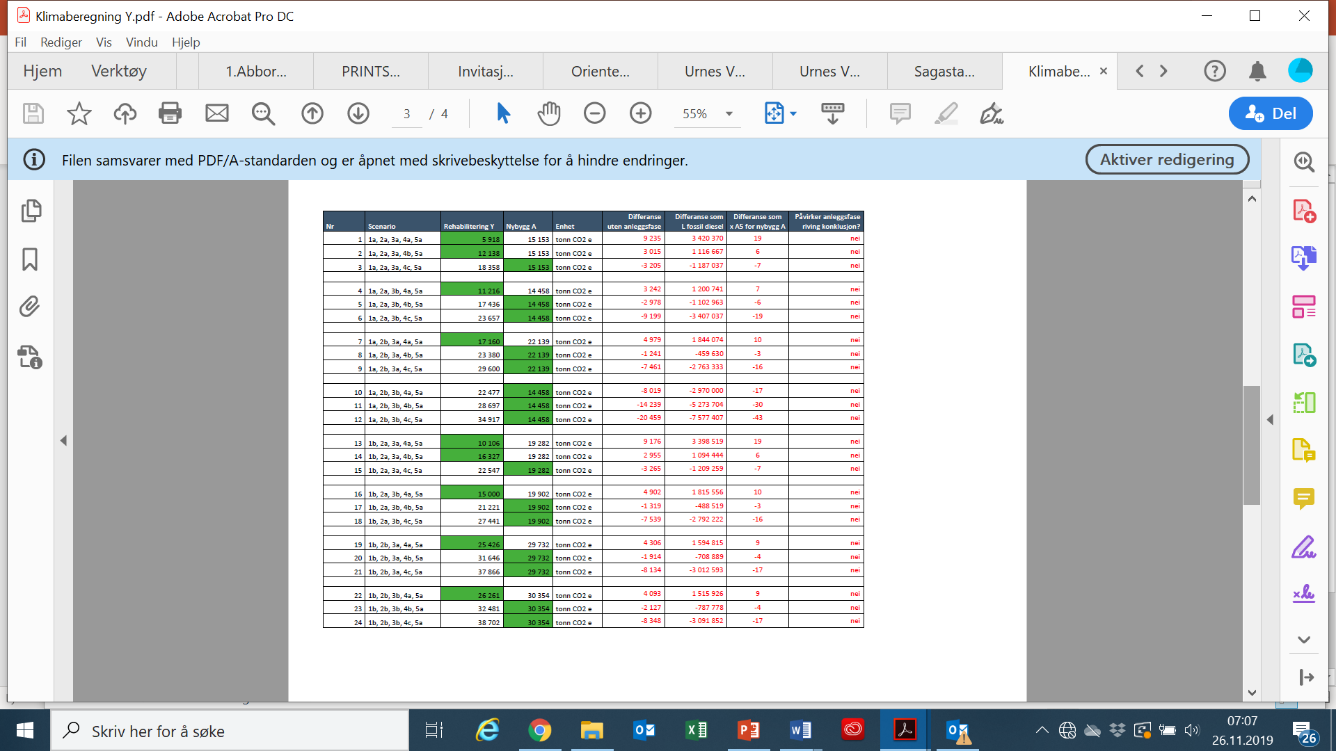 Klimaberegning Y.pdf - Adobe Acrobat Pro DC
Fil Rediger Vis Vindu Hjelp
Hjem Verktøy 1.Abbor... PRINTS... Invitasj... Oriente... Urnes V... Urnes V... Sagasta... Klimabe... ×
3 / 4 55% Del
Filen samsvarer med PDF/A-standarden og er åpnet med skrivebeskyttelse for å hindre endringer. Aktiver redigering
Differanse Differanse som Differanse som Påvirker anleggsfase
Nr Scenario Rehabilitering Y Nybygg A Enhet uten anleggsfase L fossil diesel x A5 for nybygg A riving konklusjon?
1 1a, 2a, 3a, 4a, 5a 5 918 15 153 tonn CO2 e 9 235 3 420 370 19 nei
2 1a, 2a, 3a, 4b, 5a 12 138 15 153 tonn CO2 e 3 015 1 116 667 6 nei
3 1a, 2a, 3a, 4c, 5a 18 358 15 153 tonn CO2 e -3 205 -1 187 037 -7 nei
4 1a, 2a, 3b, 4a, 5a 11 216 14 458 tonn CO2 e 3 242 1 200 741 7 nei
5 1a, 2a, 3b, 4b, 5a 17 436 14 458 tonn CO2 e -2 978 -1 102 963 -6 nei
6 1a, 2a, 3b, 4c, 5a 23 657 14 458 tonn CO2 e -9 199 -3 407 037 -19 nei
7 1a, 2b, 3a, 4a, 5a 17 160 22 139 tonn CO2 e 4 979 1 844 074 10 nei
8 1a, 2b, 3a, 4b, 5a 23 380 22 139 tonn CO2 e -1 241 -459 630 -3 nei
9 1a, 2b, 3a, 4c, 5a 29 600 22 139 tonn CO2 e -7 461 -2 763 333 -16 nei
10 1a, 2b, 3b, 4a, 5a 22 477 14 458 tonn CO2 e -8 019 -2 970 000 -17 nei
11 1a, 2b, 3b, 4b, 5a 28 697 14 458 tonn CO2 e -14 239 -5 273 704 -30 nei
12 1a, 2b, 3b, 4c, 5a 34 917 14 458 tonn CO2 e -20 459 -7 577 407 -43 nei
13 1b, 2a, 3a, 4a, 5a 10 106 19 282 tonn CO2 e 9 176 3 398 519 19 nei
14 1b, 2a, 3a, 4b, 5a 16 327 19 282 tonn CO2 e 2 955 1 094 444 6 nei
15 1b, 2a, 3a, 4c, 5a 22 547 19 282 tonn CO2 e -3 265 -1 209 259 -7 nei
16 1b, 2a, 3b, 4a, 5a 15 000 19 902 tonn CO2 e 4 902 1 815 556 10 nei
17 1b, 2a, 3b, 4b, 5a 21 221 19 902 tonn CO2 e -1 319 -488 519 -3 nei
18 1b, 2a, 3b, 4c, 5a 27 441 19 902 tonn CO2 e -7 539 -2 792 222 -16 nei
19 1b, 2b, 3a, 4a, 5a 25 426 29 732 tonn CO2 e 4 306 1 594 815 9 nei
20 1b, 2b, 3a, 4b, 5a 31 646 29 732 tonn CO2 e -1 914 -708 889 -4 nei
21 1b, 2b, 3a, 4c, 5a 37 866 29 732 tonn CO2 e -8 134 -3 012 593 -17 nei
22 1b, 2b, 3b, 4a, 5a 26 261 30 354 tonn CO2 e 4 093 1 515 926 9 nei
23 1b, 2b, 3b, 4b, 5a 32 481 30 354 tonn CO2 e -2 127 -787 778 -4 nei
24 1b, 2b, 3b, 4c, 5a 38 702 30 354 tonn CO2 e -8 348 -3 091 852 -17 nei
Skriv her for å søke
07:07
26.11.2019
26